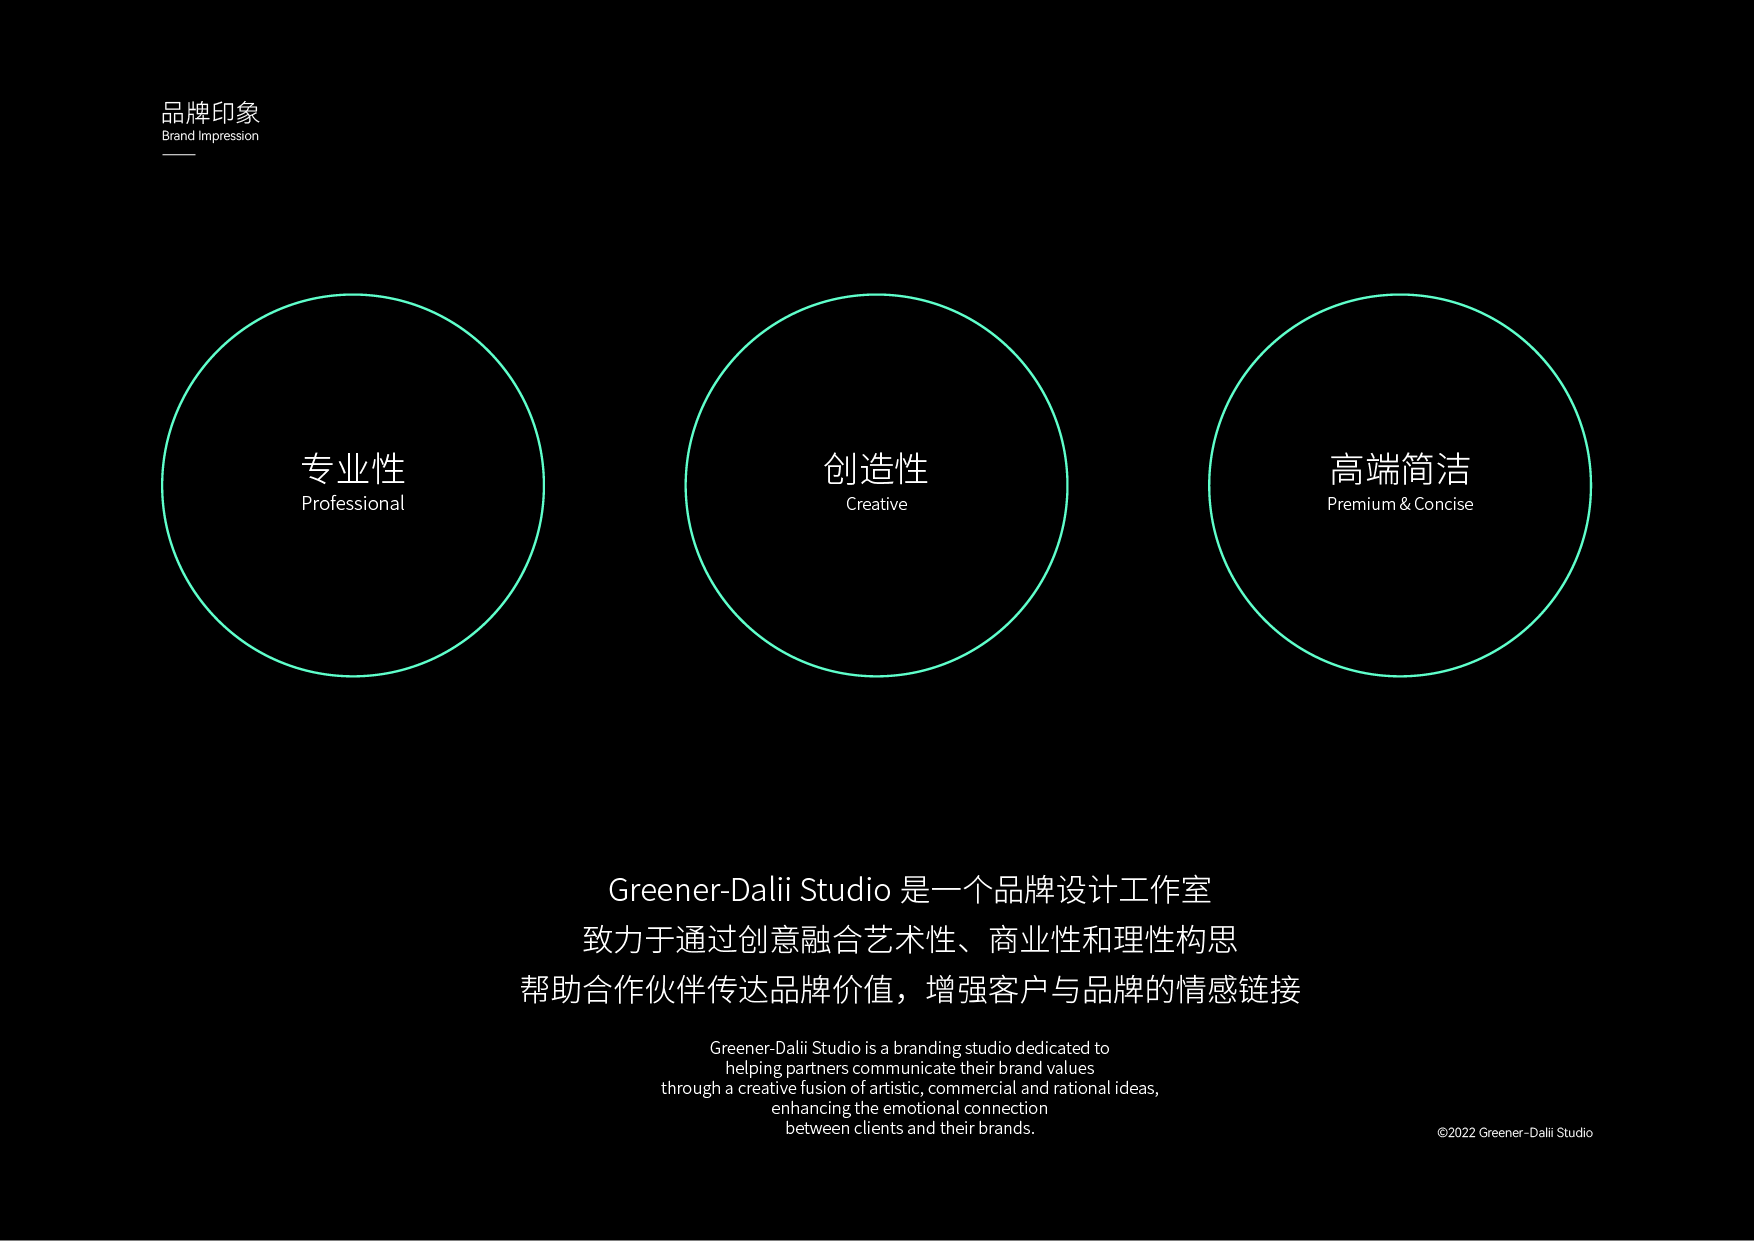 品牌印象
Brand Impression
专业性
Professional
创造性
Creative
高端简洁
Premium & Concise
Greener-Dalii Studio 是一个品牌设计工作室
致力于通过创意融合艺术性、商业性和理性构思
帮助合作伙伴传达品牌价值，增强客户与品牌的情感链接
Greener-Dalii Studio is a branding studio dedicated to
helping partners communicate their brand values
through a creative fusion of artistic, commercial and rational ideas,
enhancing the emotional connection
between clients and their brands.
©2022 Greener-Dalii Studio